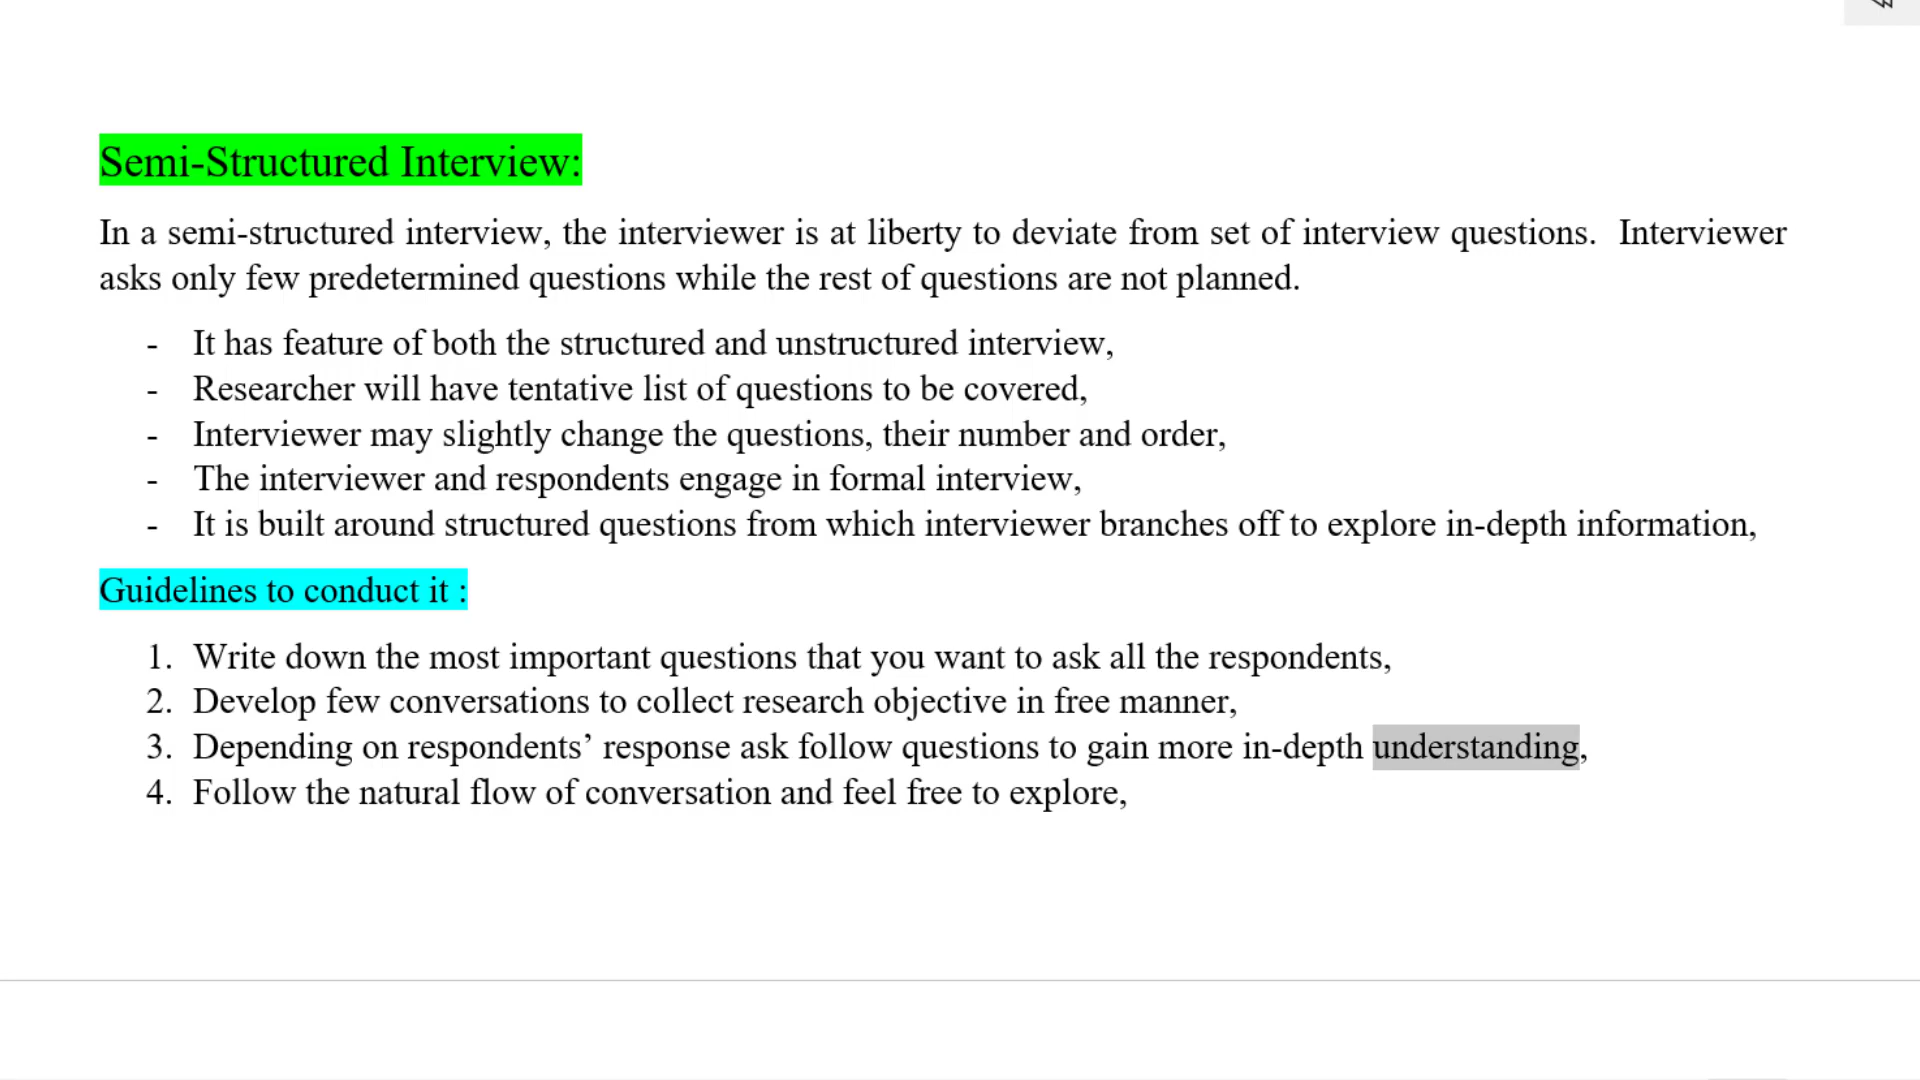 Semi-Structured Interview:
In a semi-structured interview, the interviewer is at liberty to deviate from set of interview questions.  Interviewer
asks only few predetermined questions while the rest of questions are not planned.
- It has feature of both the structured and unstructured interview,
- Researcher will have tentative list of questions to be covered,
- Interviewer may slightly change the questions, their number and order,
- The interviewer and respondents engage in formal interview,
- It is built around structured questions from which interviewer branches off to explore in-depth information,
Guidelines to conduct it :
1. Write down the most important questions that you want to ask all the respondents,
2. Develop few conversations to collect research objective in free manner,
3. Depending on respondents’ response ask follow questions to gain more in-depth understanding,
4. Follow the natural flow of conversation and feel free to explore,